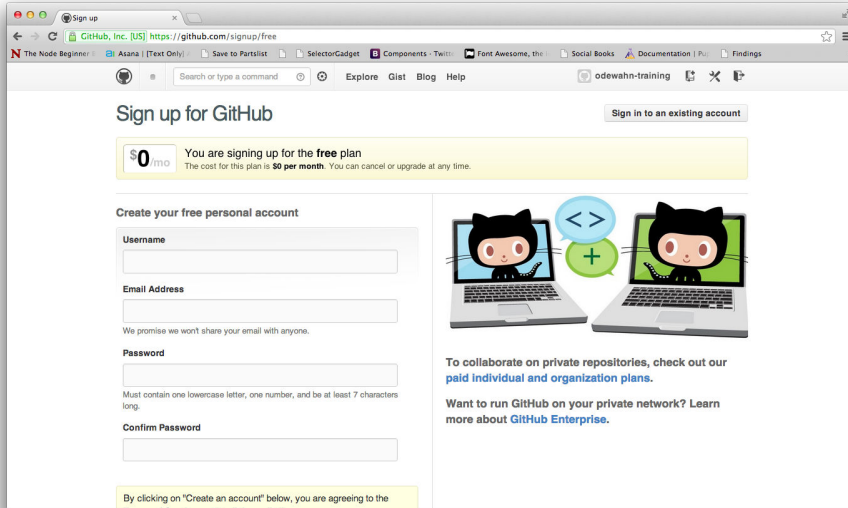 Sign up
GitHub, Inc. [US] https://github.com/signup/free
The Node Beginner
Asana | [Text Only]
Save to Partslist
SelectorGadget
Components · Twitt
Font Awesome, the
Social Books
Documentation | Pup
Findings
Search or type a command
Explore Gist Blog Help
odewahn-training
Sign up for GitHub
Sign in to an existing account
$0/mo
You are signing up for the free plan
The cost for this plan is $0 per month. You can cancel or upgrade at any time.
Create your free personal account
Username
Email Address
We promise we won't share your email with anyone.
Password
Must contain one lowercase letter, one number, and be at least 7 characters
long.
Confirm Password
By clicking on "Create an account" below, you are agreeing to the
<>
+
To collaborate on private repositories, check out our
paid individual and organization plans.
Want to run GitHub on your private network? Learn
more about GitHub Enterprise.